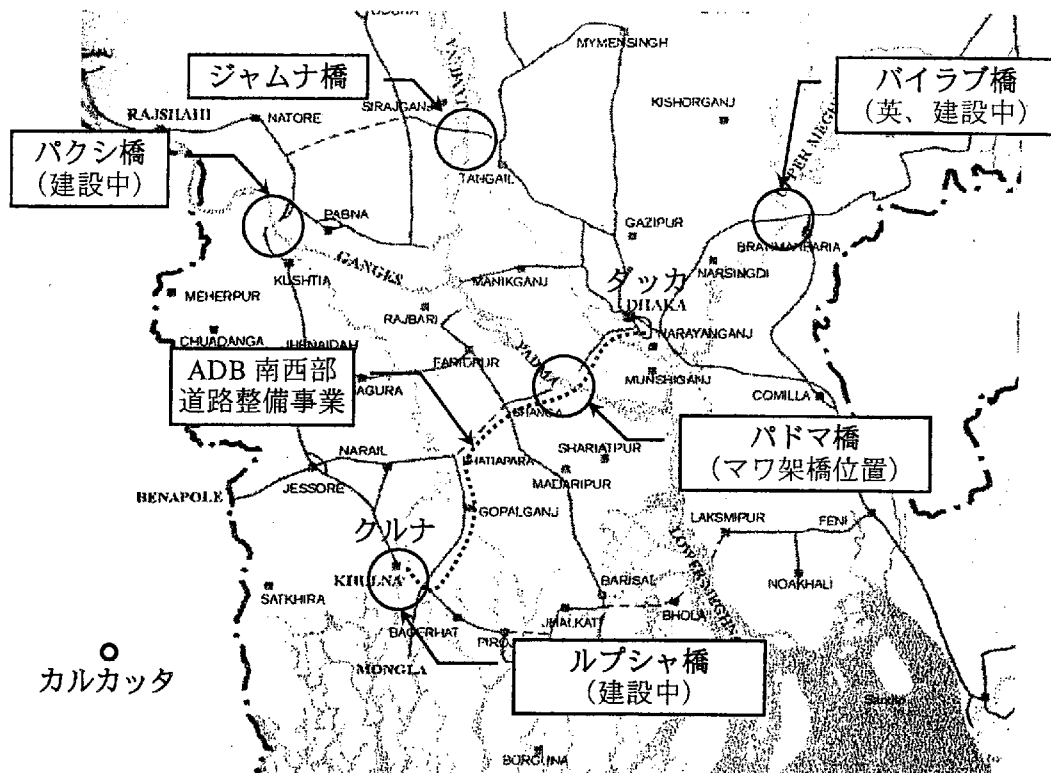 MYMENSINGH
ジャムナ橋
バイラブ橋
（英、建設中）
KISHORGANJ
RAJSHAHI
NATORE
パクシ橋
（建設中）
TANGAIL
PABNA
GAZIPUR
BRAHMANBARIA
GANGES
KUSHTIA
MANIKGANJ
NARSINGDI
ダッカ
MEHERPUR
RAJBARI
DHAKA
CHUADANGA
NARAYANGANJ
PADMA
FARIDPUR
ADB 南西部
道路整備事業
MUNSHIGANJ
COMILLA
BHANGA
パドマ橋
（マワ架橋位置）
SHARIATPUR
NARAIL
MADARIPUR
BENAPOLE
JESSORE
GOPALGANJ
LAKSMIPUR
FENI
クルナ
KHULNA
NOAKHALI
SATKHIRA
BARISAL
BHOLA
BAGERHAT
カルカッタ
MONGLA
ルプシャ橋
（建設中）
BORGUNA